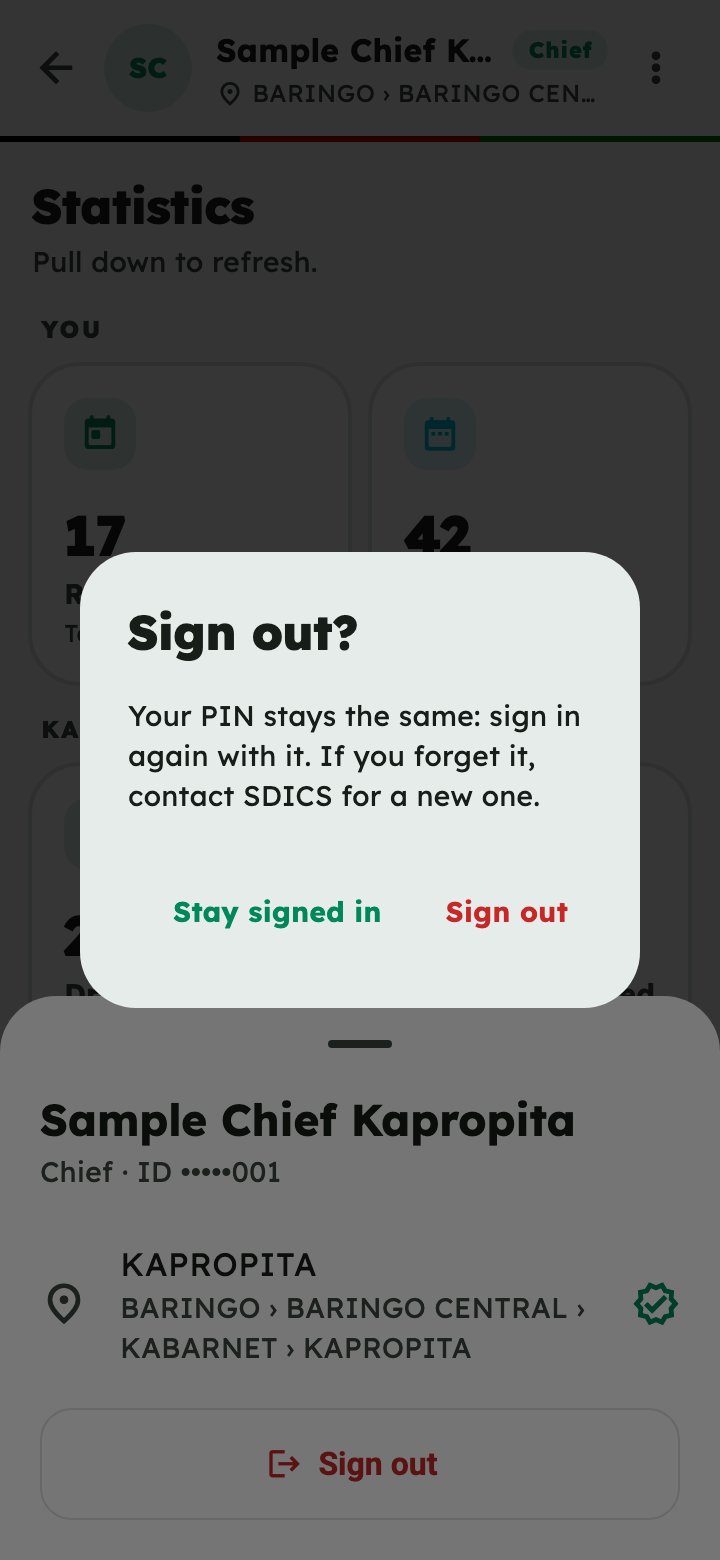 SC
Sample Chief K...
Chief
BARINGO › BARINGO CEN...
Statistics
Pull down to refresh.
YOU
17
42
Sign out?
Your PIN stays the same: sign in
again with it. If you forget it,
contact SDICS for a new one.
Stay signed in
Sign out
Sample Chief Kapropita
Chief · ID •••••001
KAPROPITA
BARINGO › BARINGO CENTRAL ›
KABARNET › KAPROPITA
Sign out